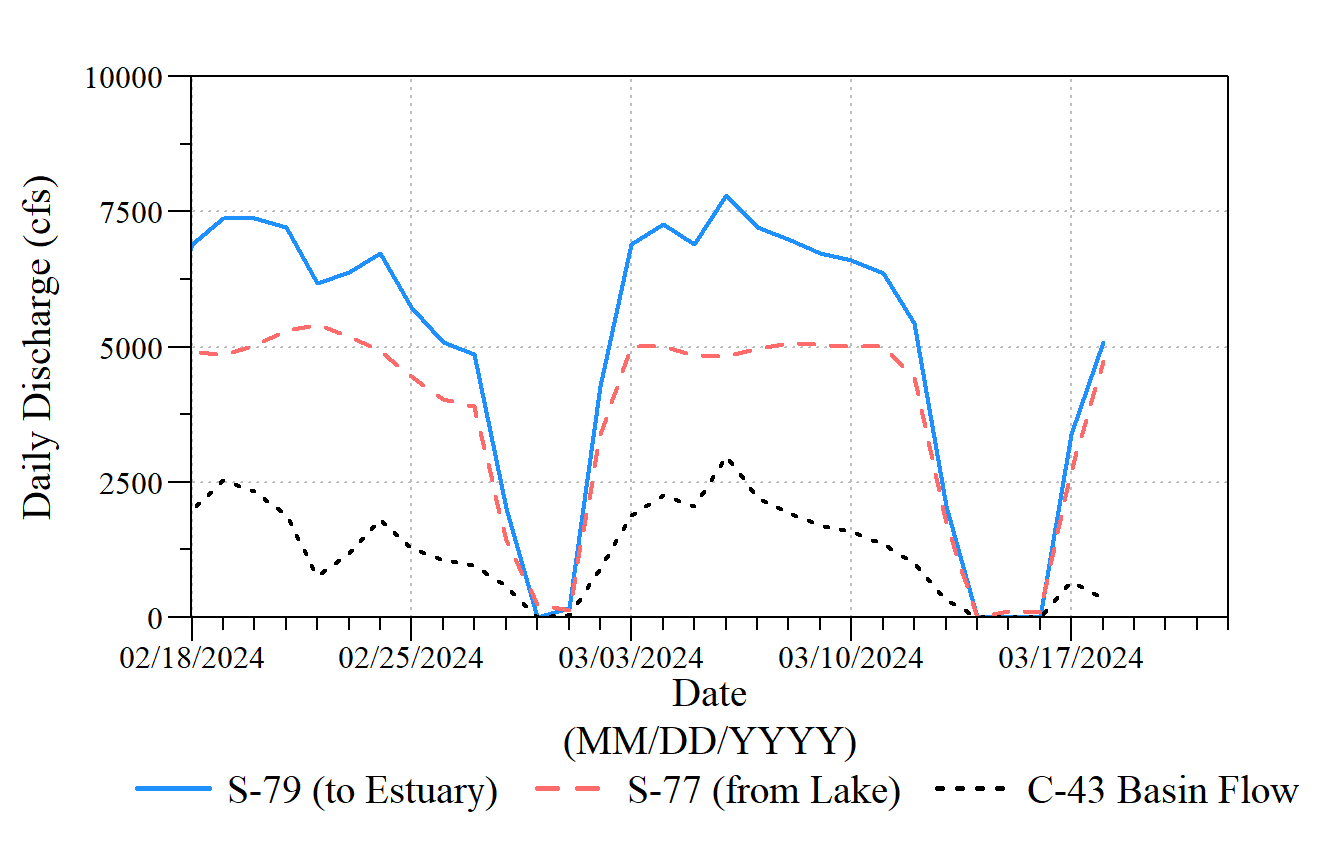 10000
7500
5000
2500
0
Daily Discharge (cfs)
02/18/2024 02/25/2024 03/03/2024 03/10/2024 03/17/2024
Date
(MM/DD/YYYY)
S-79 (to Estuary) S-77 (from Lake) C-43 Basin Flow